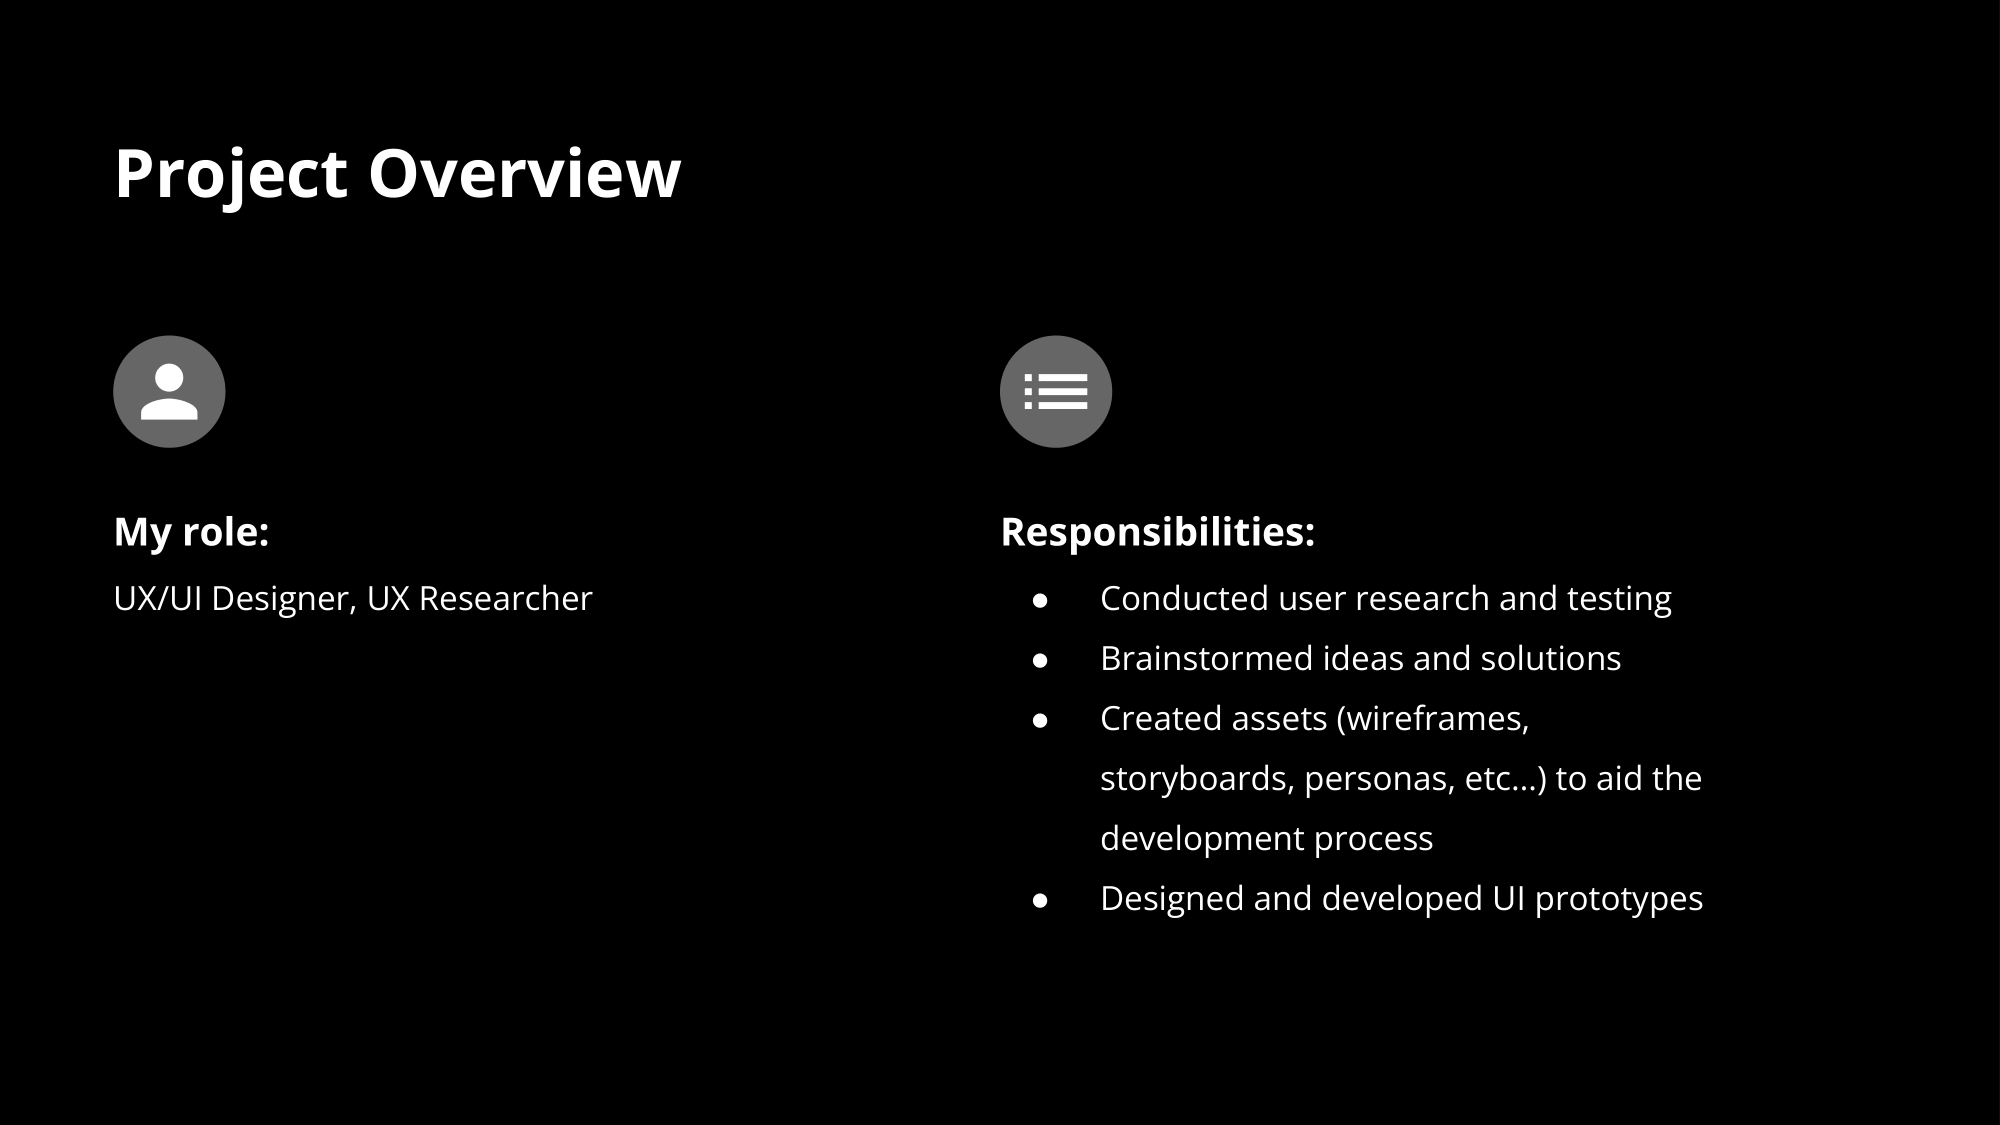 Project Overview
My role:
UX/UI Designer, UX Researcher
Responsibilities:
● Conducted user research and testing
● Brainstormed ideas and solutions
● Created assets (wireframes,
storyboards, personas, etc...) to aid the
development process
● Designed and developed UI prototypes